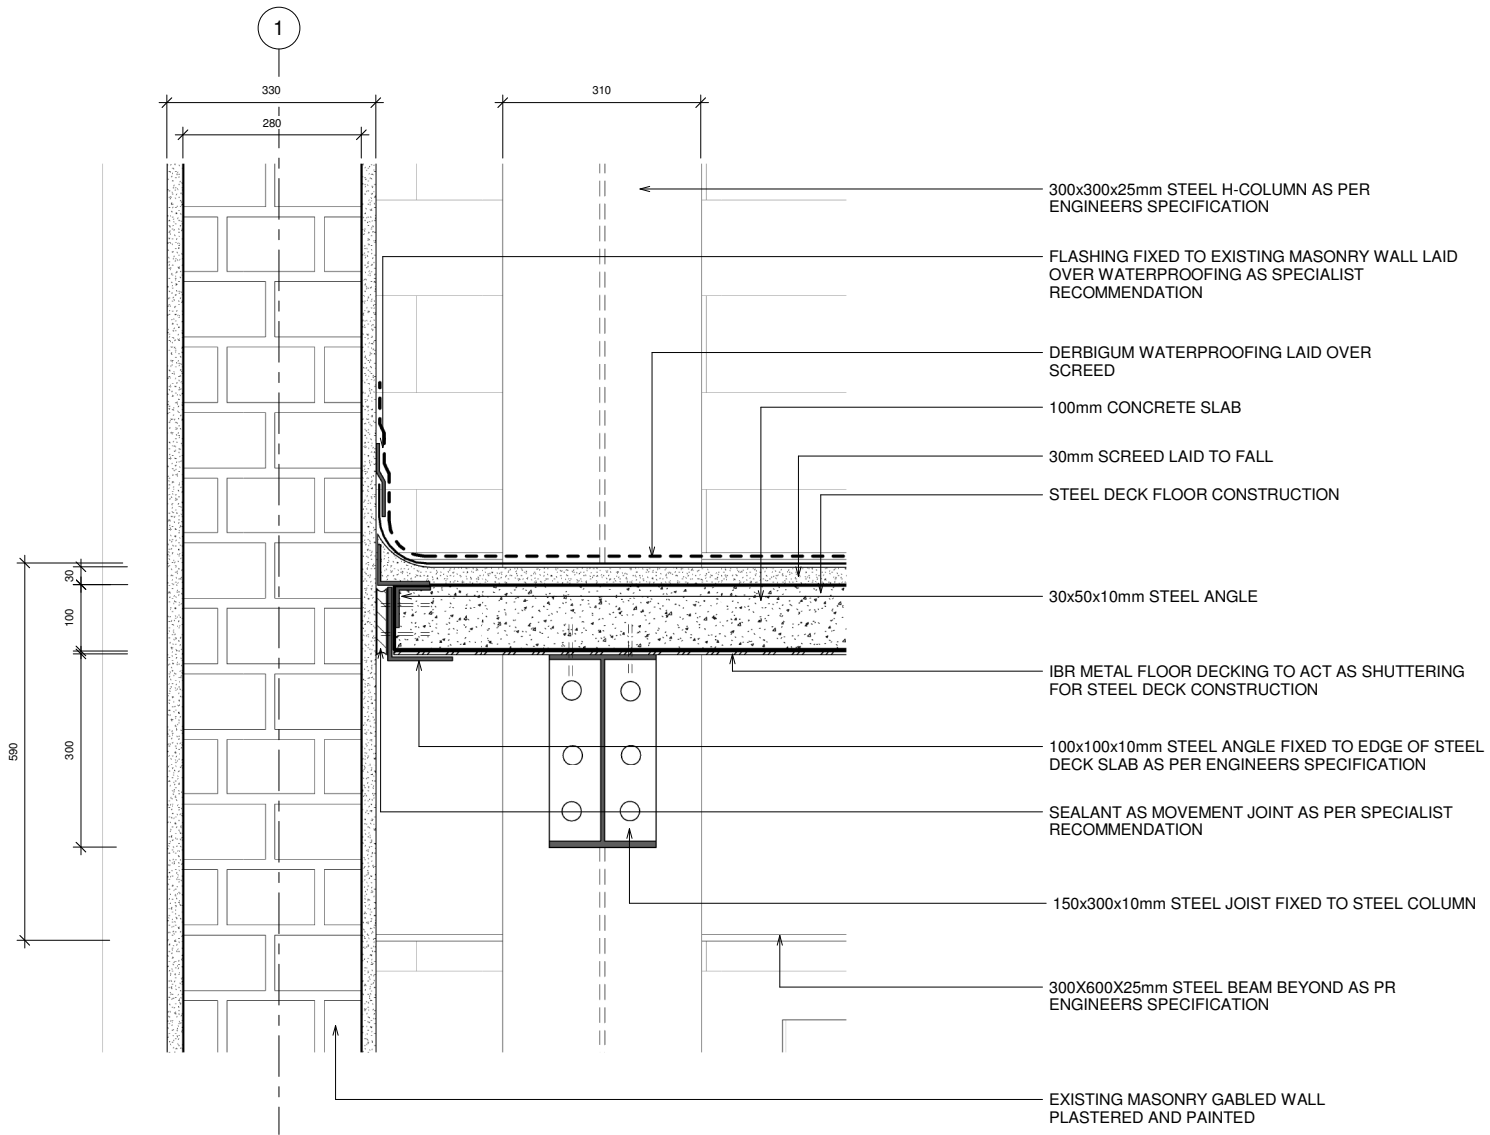 1
330
310
280
300x300x25mm STEEL H-COLUMN AS PER
ENGINEERS SPECIFICATION
FLASHING FIXED TO EXISTING MASONRY WALL LAID
OVER WATERPROOFING AS SPECIALIST
RECOMMENDATION
DERBIGUM WATERPROOFING LAID OVER
SCREED
100mm CONCRETE SLAB
30mm SCREED LAID TO FALL
STEEL DECK FLOOR CONSTRUCTION
30x50x10mm STEEL ANGLE
IBR METAL FLOOR DECKING TO ACT AS SHUTTERING
FOR STEEL DECK CONSTRUCTION
100x100x10mm STEEL ANGLE FIXED TO EDGE OF STEEL
DECK SLAB AS PER ENGINEERS SPECIFICATION
SEALANT AS MOVEMENT JOINT AS PER SPECIALIST
RECOMMENDATION
150x300x10mm STEEL JOIST FIXED TO STEEL COLUMN
300X600X25mm STEEL BEAM BEYOND AS PR
ENGINEERS SPECIFICATION
EXISTING MASONRY GABLED WALL
PLASTERED AND PAINTED
30
100
300
590